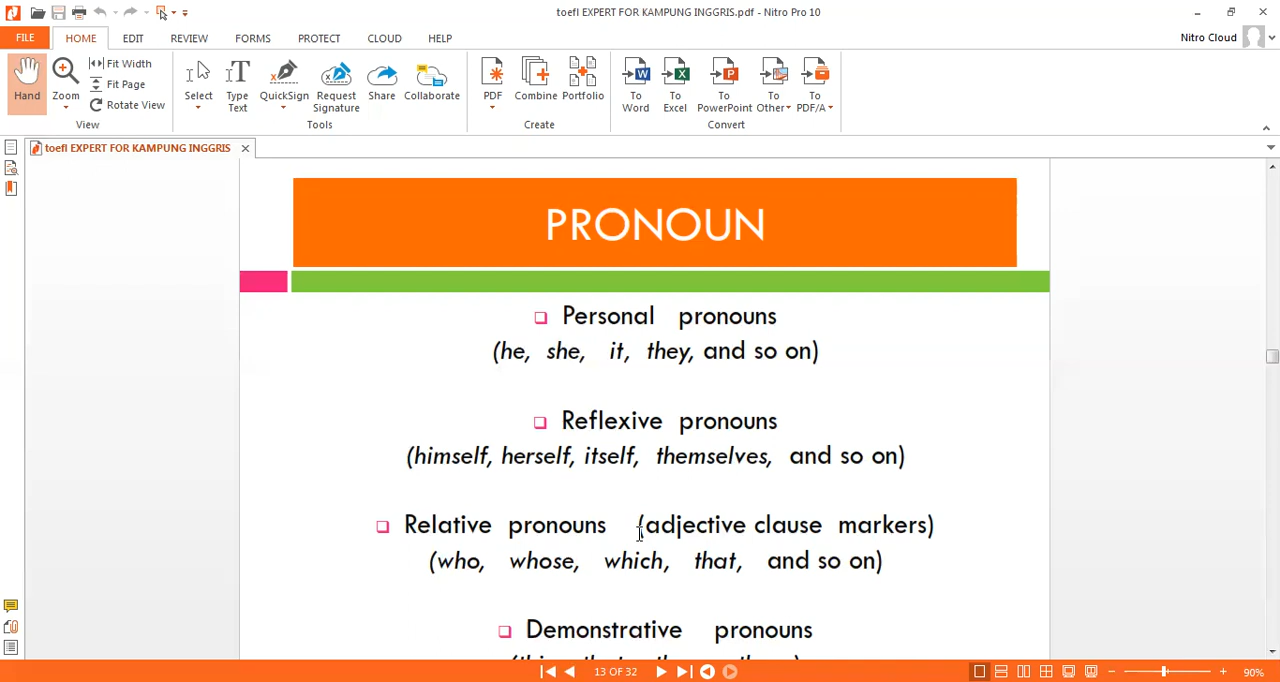 toefl EXPERT FOR KAMPUNG INGGRIS.pdf - Nitro Pro 10
FILE HOME EDIT REVIEW FORMS PROTECT CLOUD HELP Nitro Cloud
Hand
Zoom
Fit Width
Fit Page
Rotate View
View
Select
Type Text
QuickSign
Request Signature
Share
Collaborate
Tools
PDF
Combine
Portfolio
Create
To Word
To Excel
To PowerPoint
To Other
To PDF/A
Convert
toefl EXPERT FOR KAMPUNG INGGRIS
PRONOUN
Personal pronouns
(he, she, it, they, and so on)
Reflexive pronouns
(himself, herself, itself, themselves, and so on)
Relative pronouns (adjective clause markers)
(who, whose, which, that, and so on)
Demonstrative pronouns
13 OF 32
90%